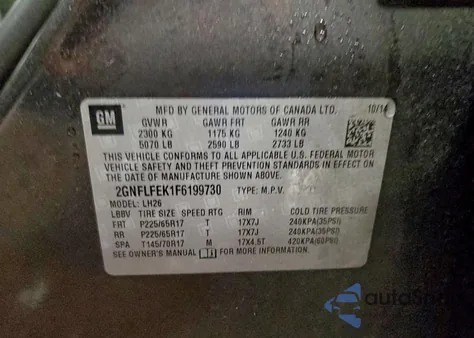 GM
MFD BY GENERAL MOTORS OF CANADA LTD. 10/14
GVWR GAWR FRT GAWR RR
2300 KG 1175 KG 1240 KG
5070 LB 2590 LB 2733 LB
THIS VEHICLE CONFORMS TO ALL APPLICABLE U.S. FEDERAL MOTOR
VEHICLE SAFETY AND THEFT PREVENTION STANDARDS IN EFFECT ON
THE DATE OF MANUFACTURE SHOWN ABOVE.
2GNFLFEK1F6199730 TYPE: M.P.V.
MODEL: LH26
LBBV TIRE SIZE SPEED RTG RIM COLD TIRE PRESSURE
FRT P225/65R17 T 17X7J 240KPA(35PSI)
RR P225/65R17 T 17X7J 240KPA(35PSI)
SPA T145/70R17 M 17X4.5T 420KPA(60PSI)
SEE OWNER'S MANUAL FOR MORE INFORMATION.